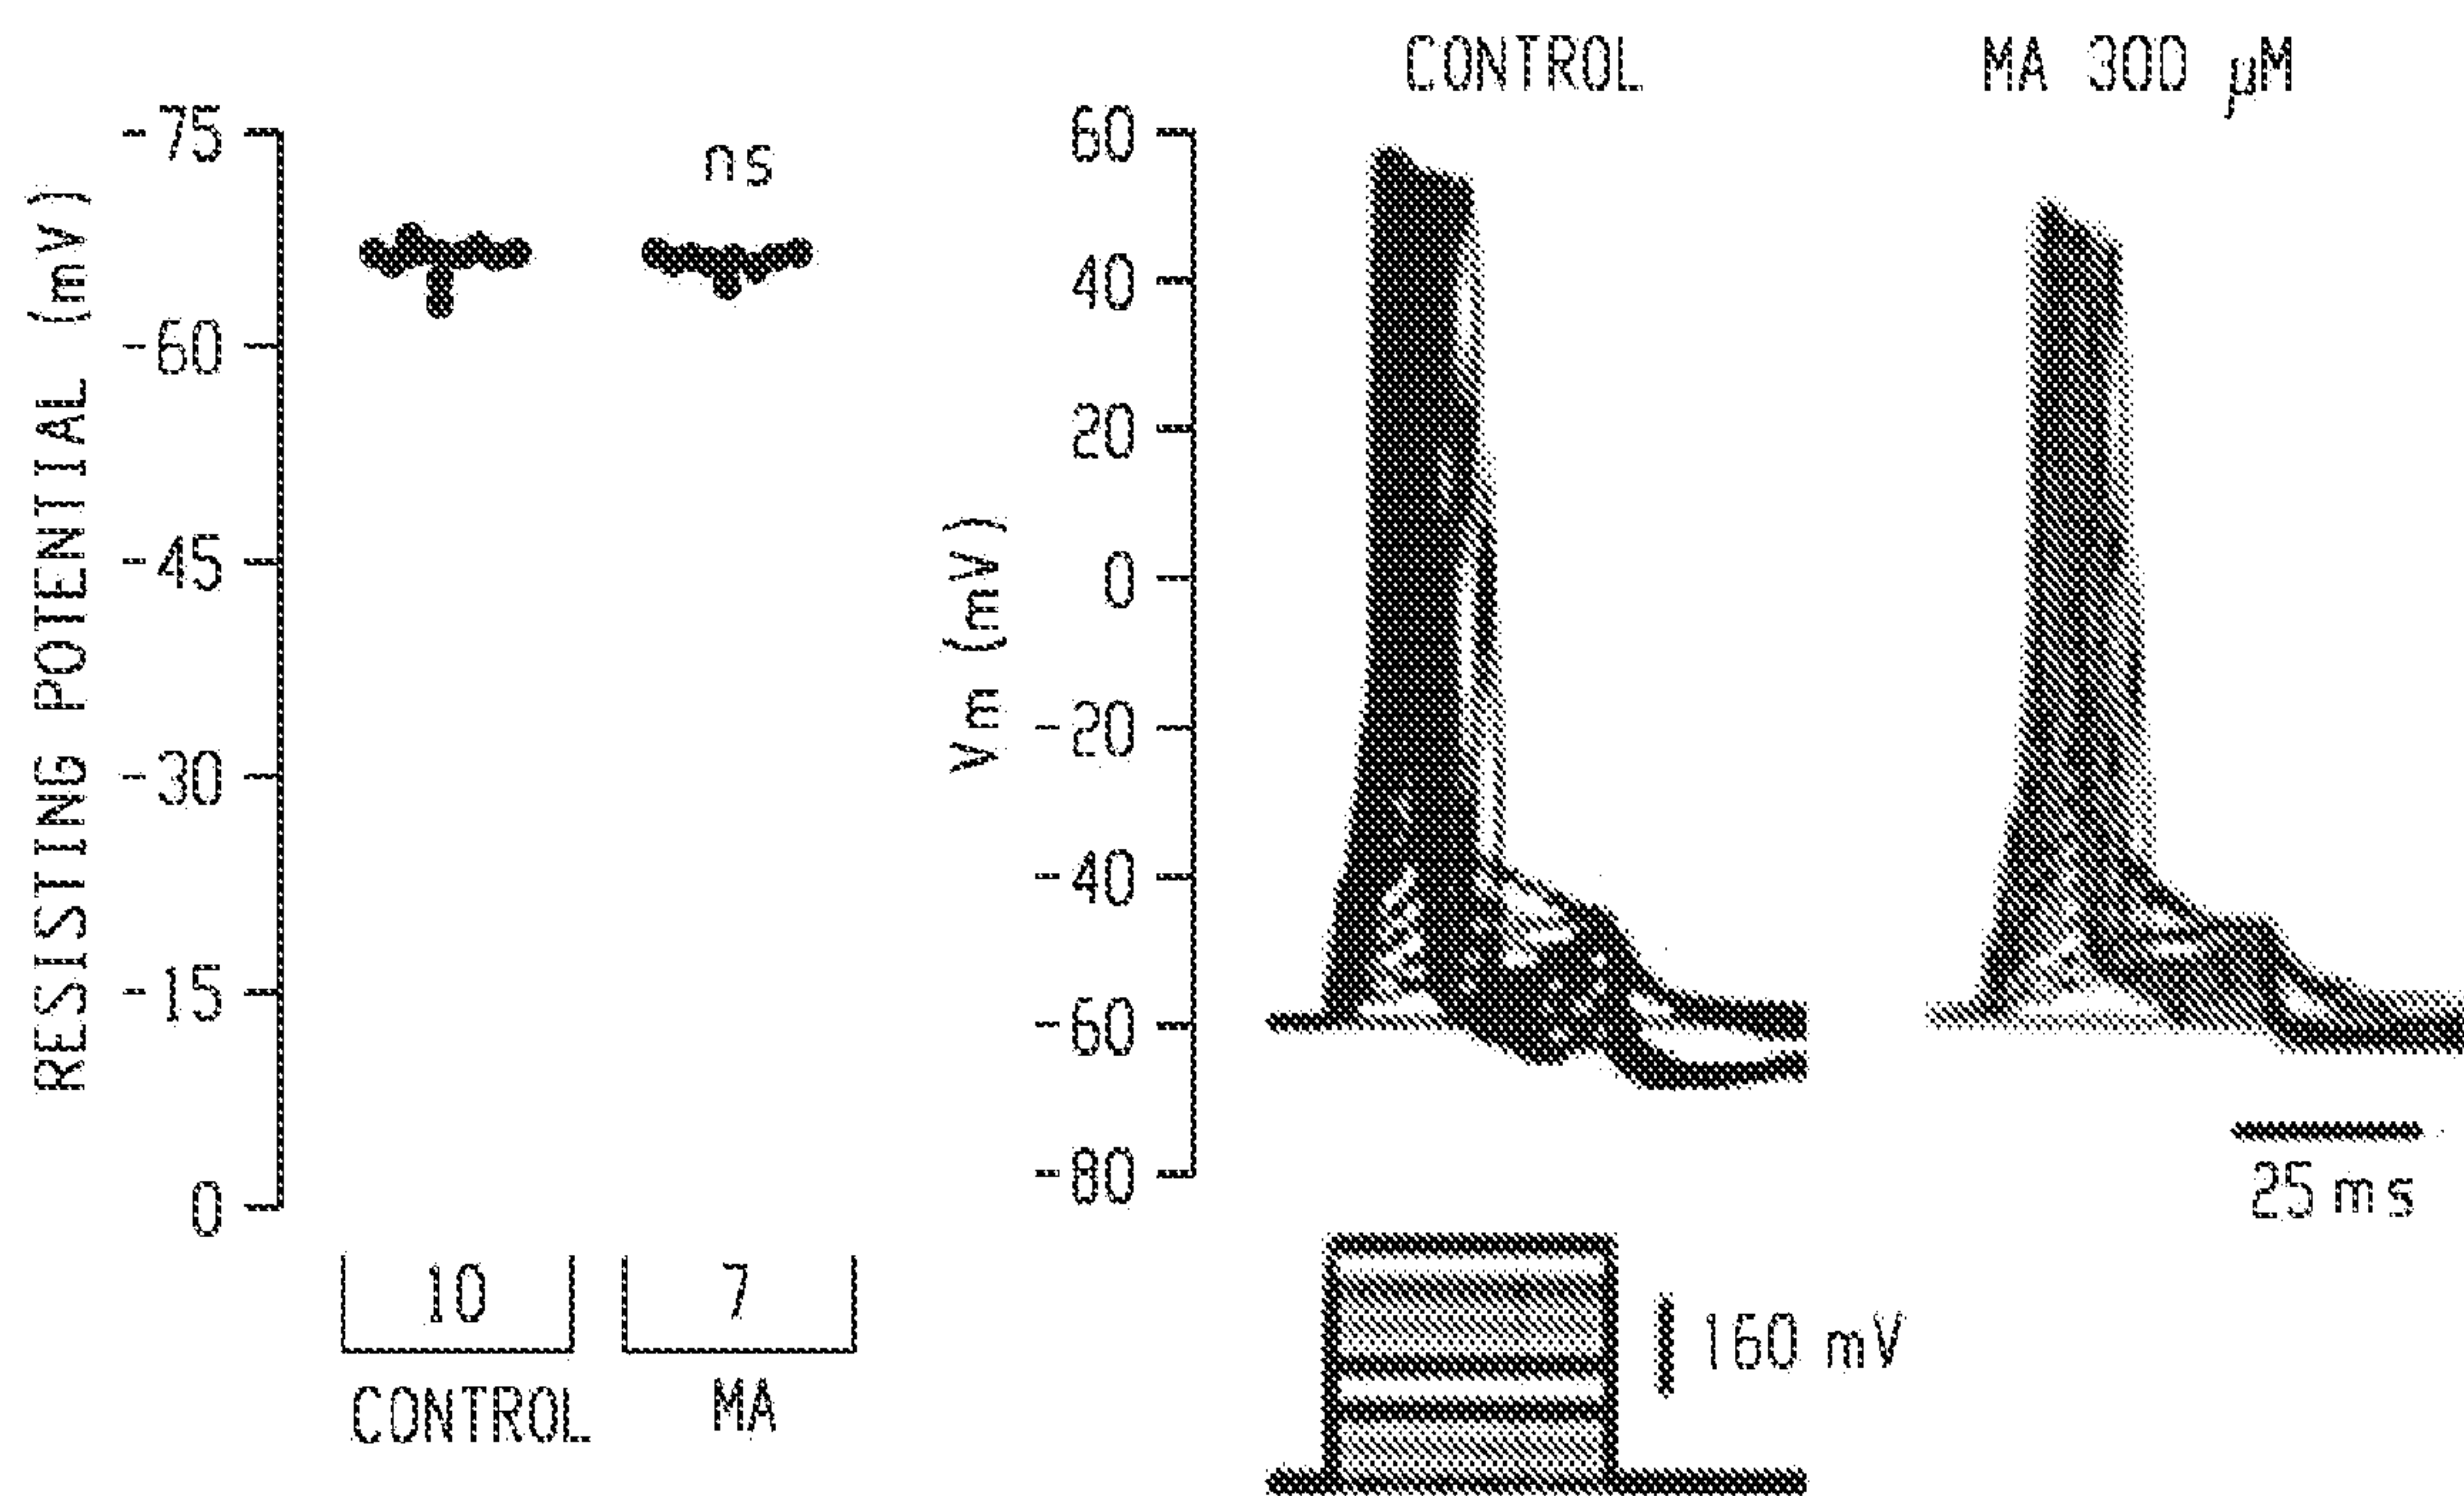 RESISTING POTENTIAL (mV)
-75
-60
-45
-30
-15
0
ns
10
7
CONTROL
MA
CONTROL
MA 300 µM
Vm (mV)
60
40
20
0
-20
-40
-60
-80
25 ms
160 mV